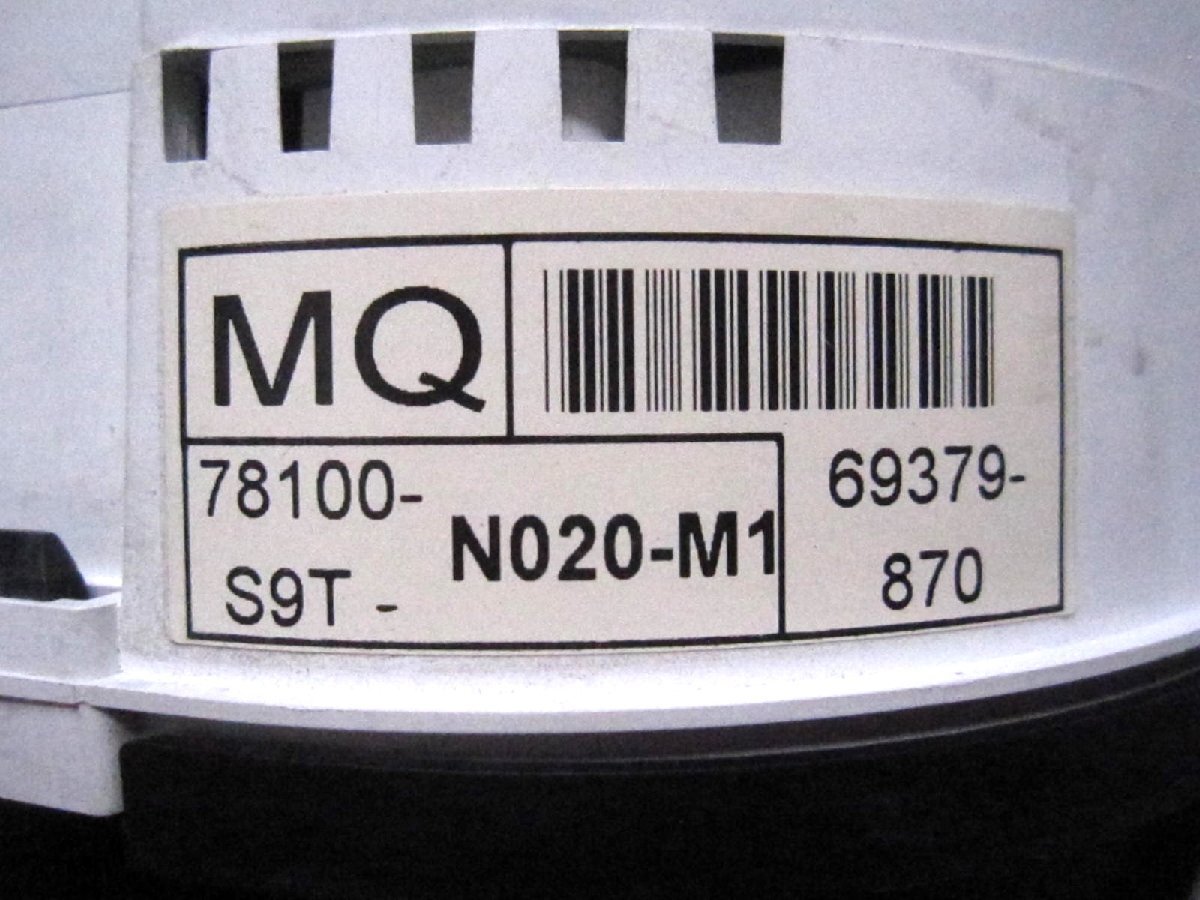 MQ
78100-
S9T -
N020-M1
69379-
870